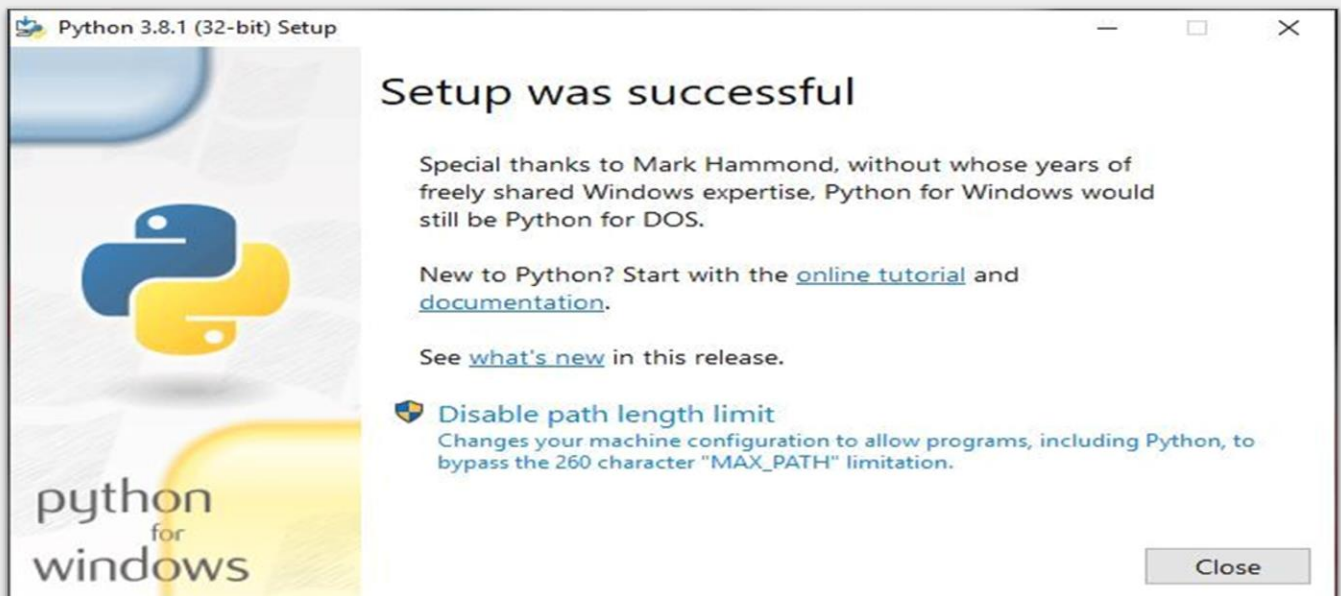 Python 3.8.1 (32-bit) Setup
Setup was successful
Special thanks to Mark Hammond, without whose years of
freely shared Windows expertise, Python for Windows would
still be Python for DOS.
New to Python? Start with the online tutorial and
documentation.
See what's new in this release.
Disable path length limit
Changes your machine configuration to allow programs, including Python, to
bypass the 260 character "MAX_PATH" limitation.
python
for
windows
Close